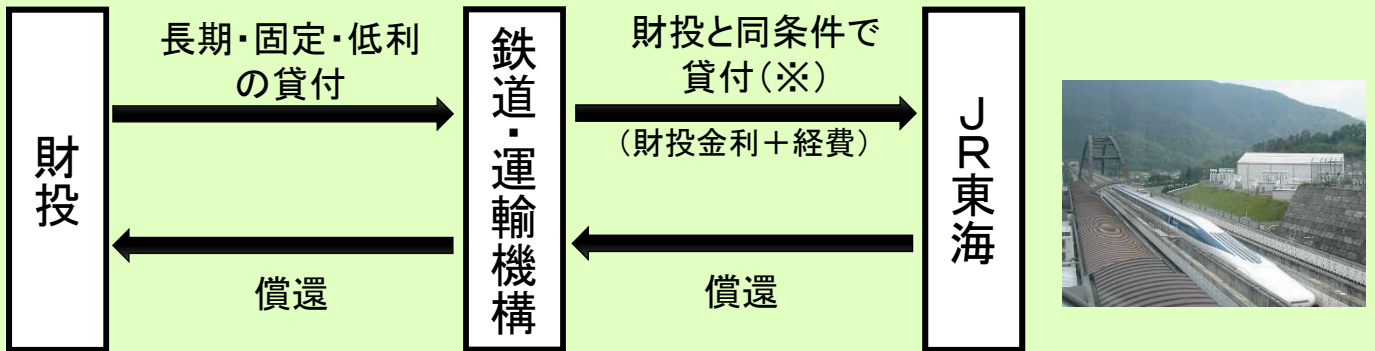 財投
長期・固定・低利
の貸付
償還
鉄道・運輸機構
財投と同条件で
貸付(※)
(財投金利＋経費)
償還
ＪＲ東海